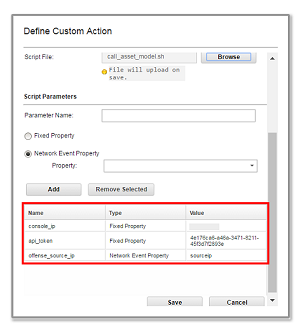 Define Custom Action
Script File:
call_asset_model.sh
Browse
File will upload on
save.
Script Parameters
Parameter Name:
Fixed Property
Network Event Property
Property:
Add
Remove Selected
Name Type Value
console_ip Fixed Property
api_token Fixed Property 4e176ca6-a46a-3471-8211-
45f3d7f2893e
offense_source_ip Network Event Property sourceip
Save
Cancel